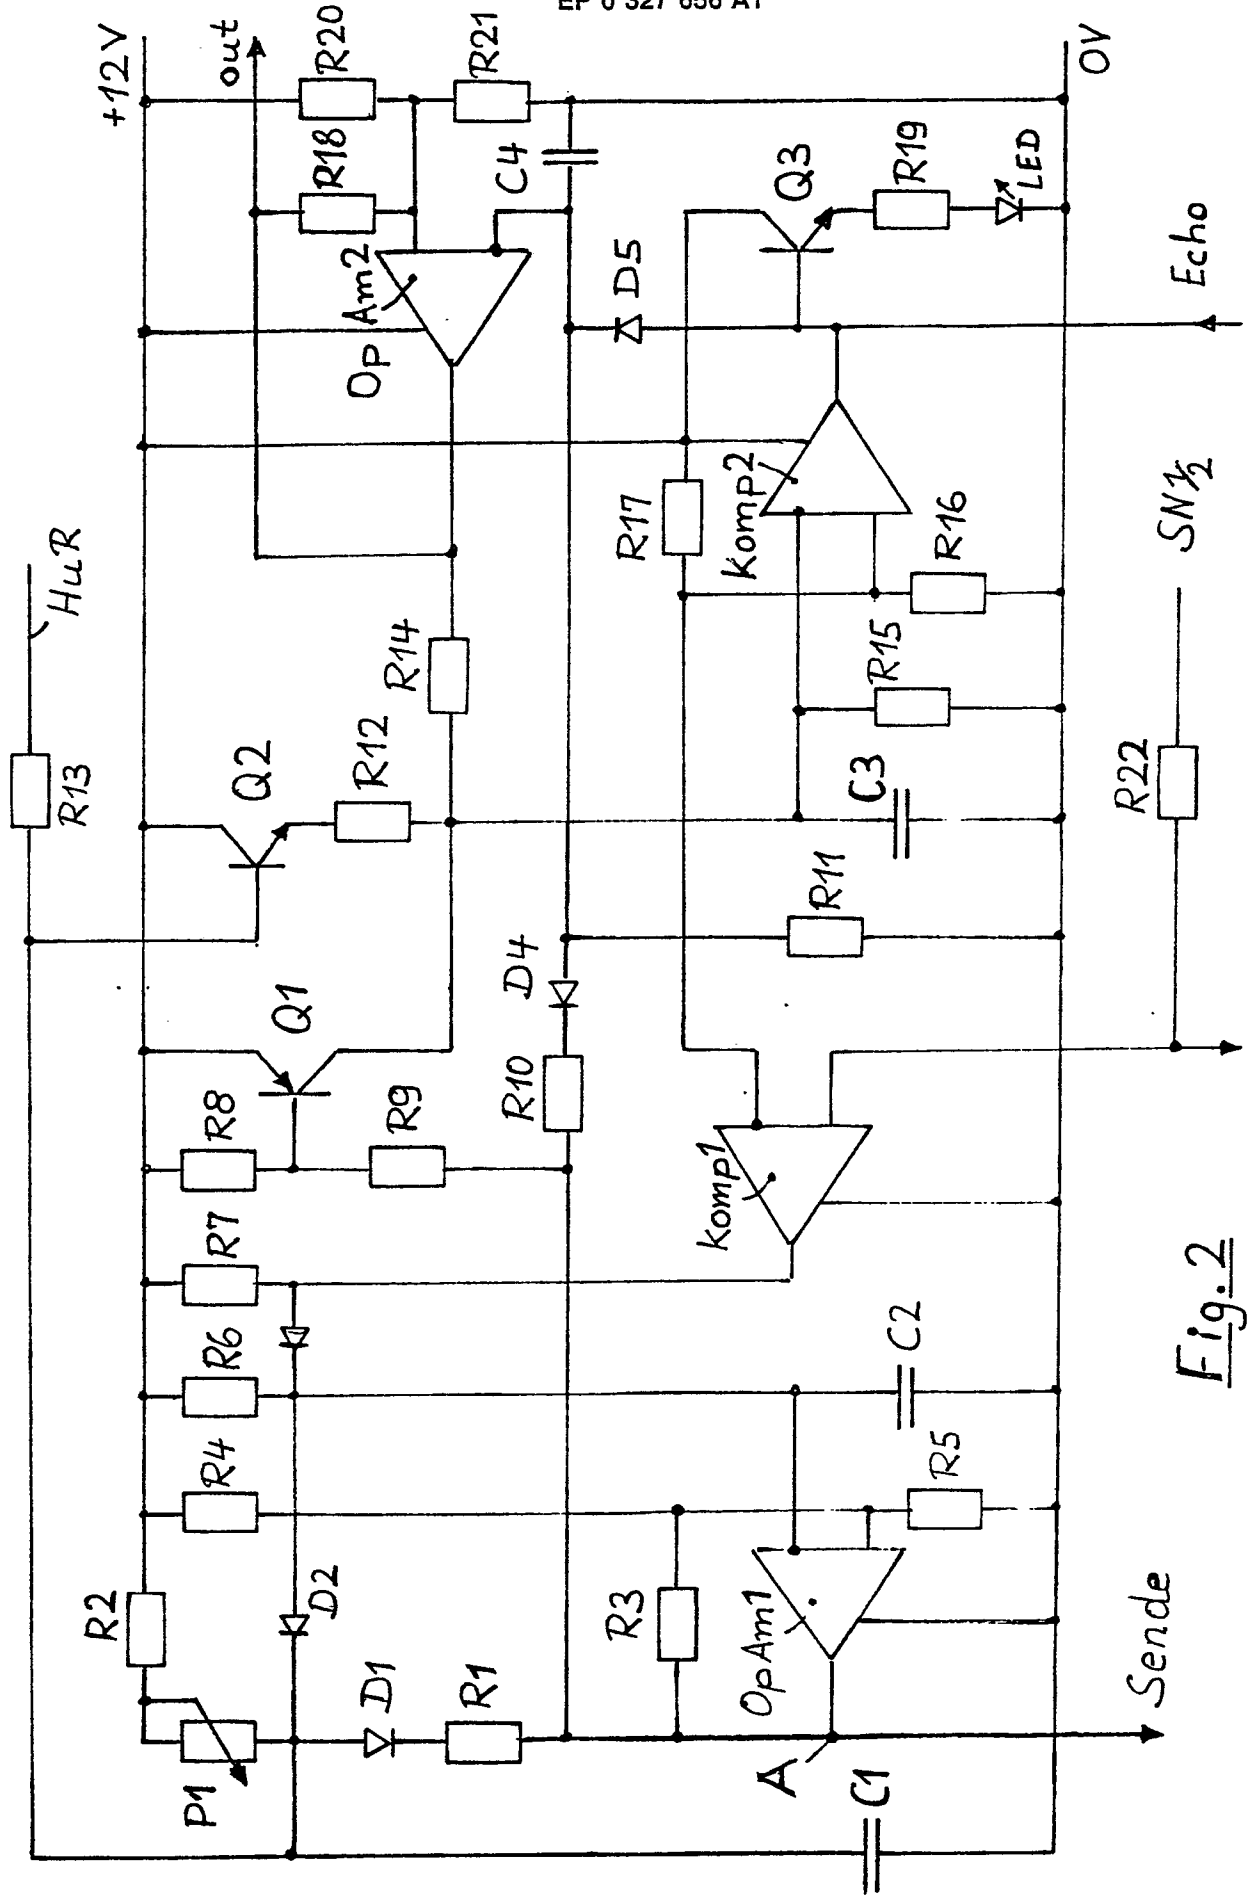 EP 0 327 656 A1
+12V
out
R20
R21
R18
C4
Op Am2
Q3
R19
LED
D5
0V
Echo
HuR
R13
Q2
R12
R14
R17
komp2
R16
R15
C3
SN1/2
R22
Q1
D4
R11
R8
R9
R10
R7
komp1
R6
C2
R4
R5
R2
D2
R3
OpAm1
P1
D1
R1
A
C1
Sende
Fig. 2